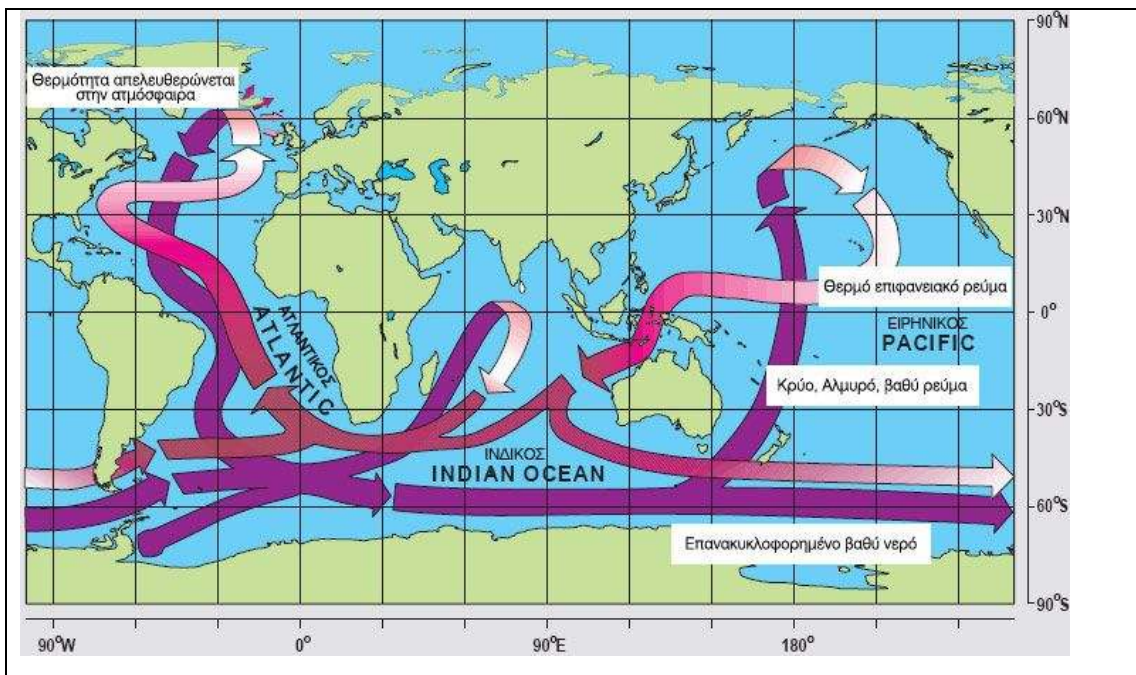 90°N
Θερμότητα απελευθερώνεται
στην ατμόσφαιρα
60°N
30°N
Θερμό επιφανειακό ρεύμα
0°
ΑΤΛΑΝΤΙΚΟΣ
ATLANTIC
ΕΙΡΗΝΙΚΟΣ
PACIFIC
Κρύο, Αλμυρό, βαθύ ρεύμα
30°S
ΙΝΔΙΚΟΣ
INDIAN OCEAN
60°S
Επανακυκλοφορημένο βαθύ νερό
90°S
90°W 0° 90°E 180°